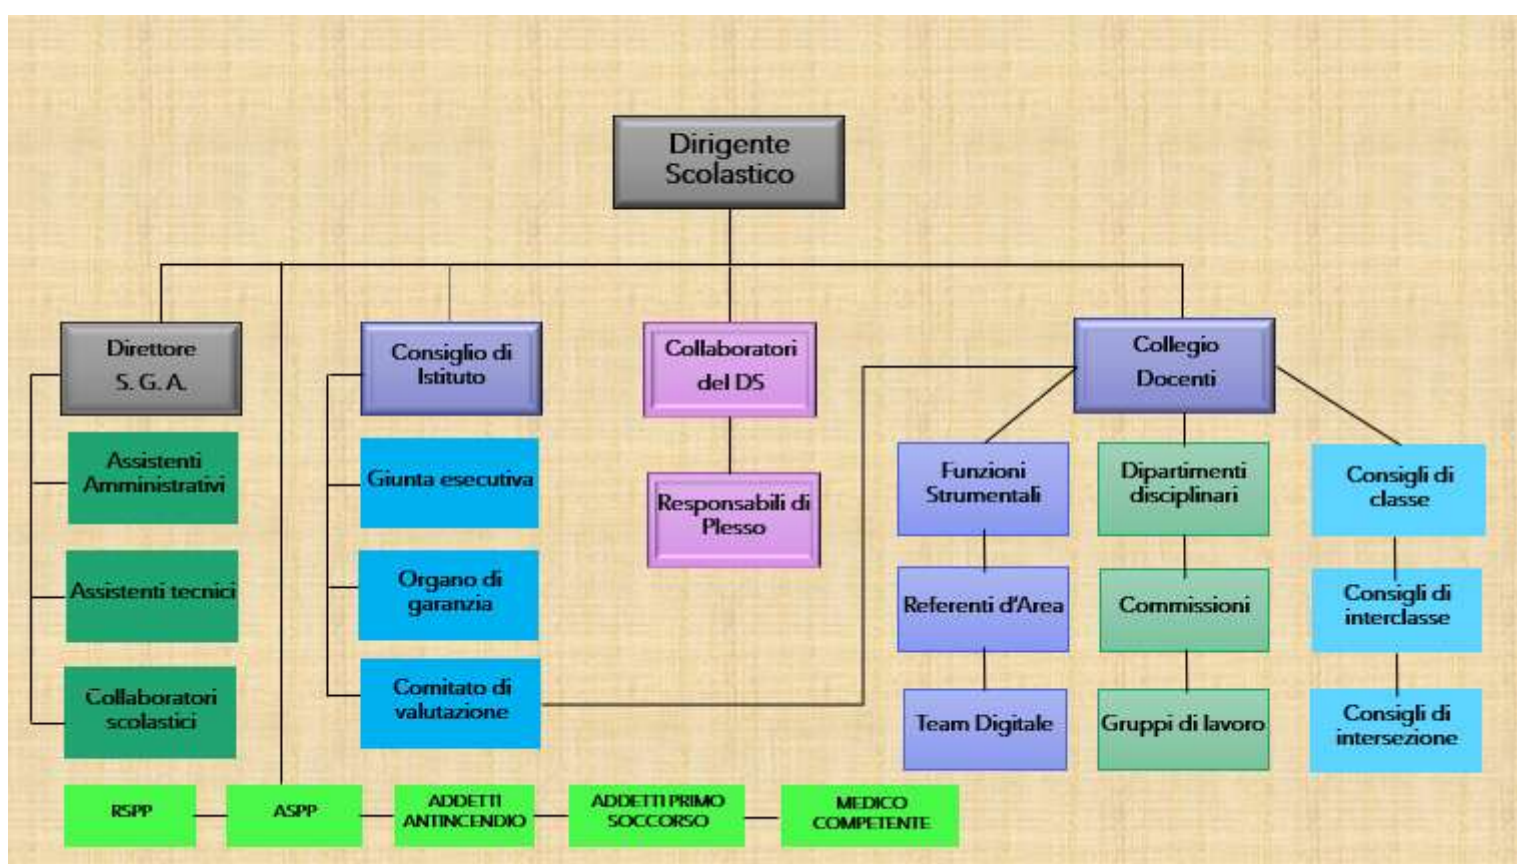 Dirigente
Scolastico
Direttore
S. G. A.
Consiglio di
Istituto
Collaboratori
del DS
Collegio
Docenti
Assistenti
Amministrativi
Giunta esecutiva
Responsabili di
Plesso
Funzioni
Strumentali
Dipartimenti
disciplinari
Consigli di
classe
Assistenti tecnici
Organo di
garanzia
Referenti d'Area
Commissioni
Consigli di
interclasse
Collaboratori
scolastici
Comitato di
valutazione
Team Digitale
Gruppi di lavoro
Consigli di
intersezione
RSPP
ASPP
ADDETTI
ANTINCENDIO
ADDETTI PRIMO
SOCCORSO
MEDICO
COMPETENTE